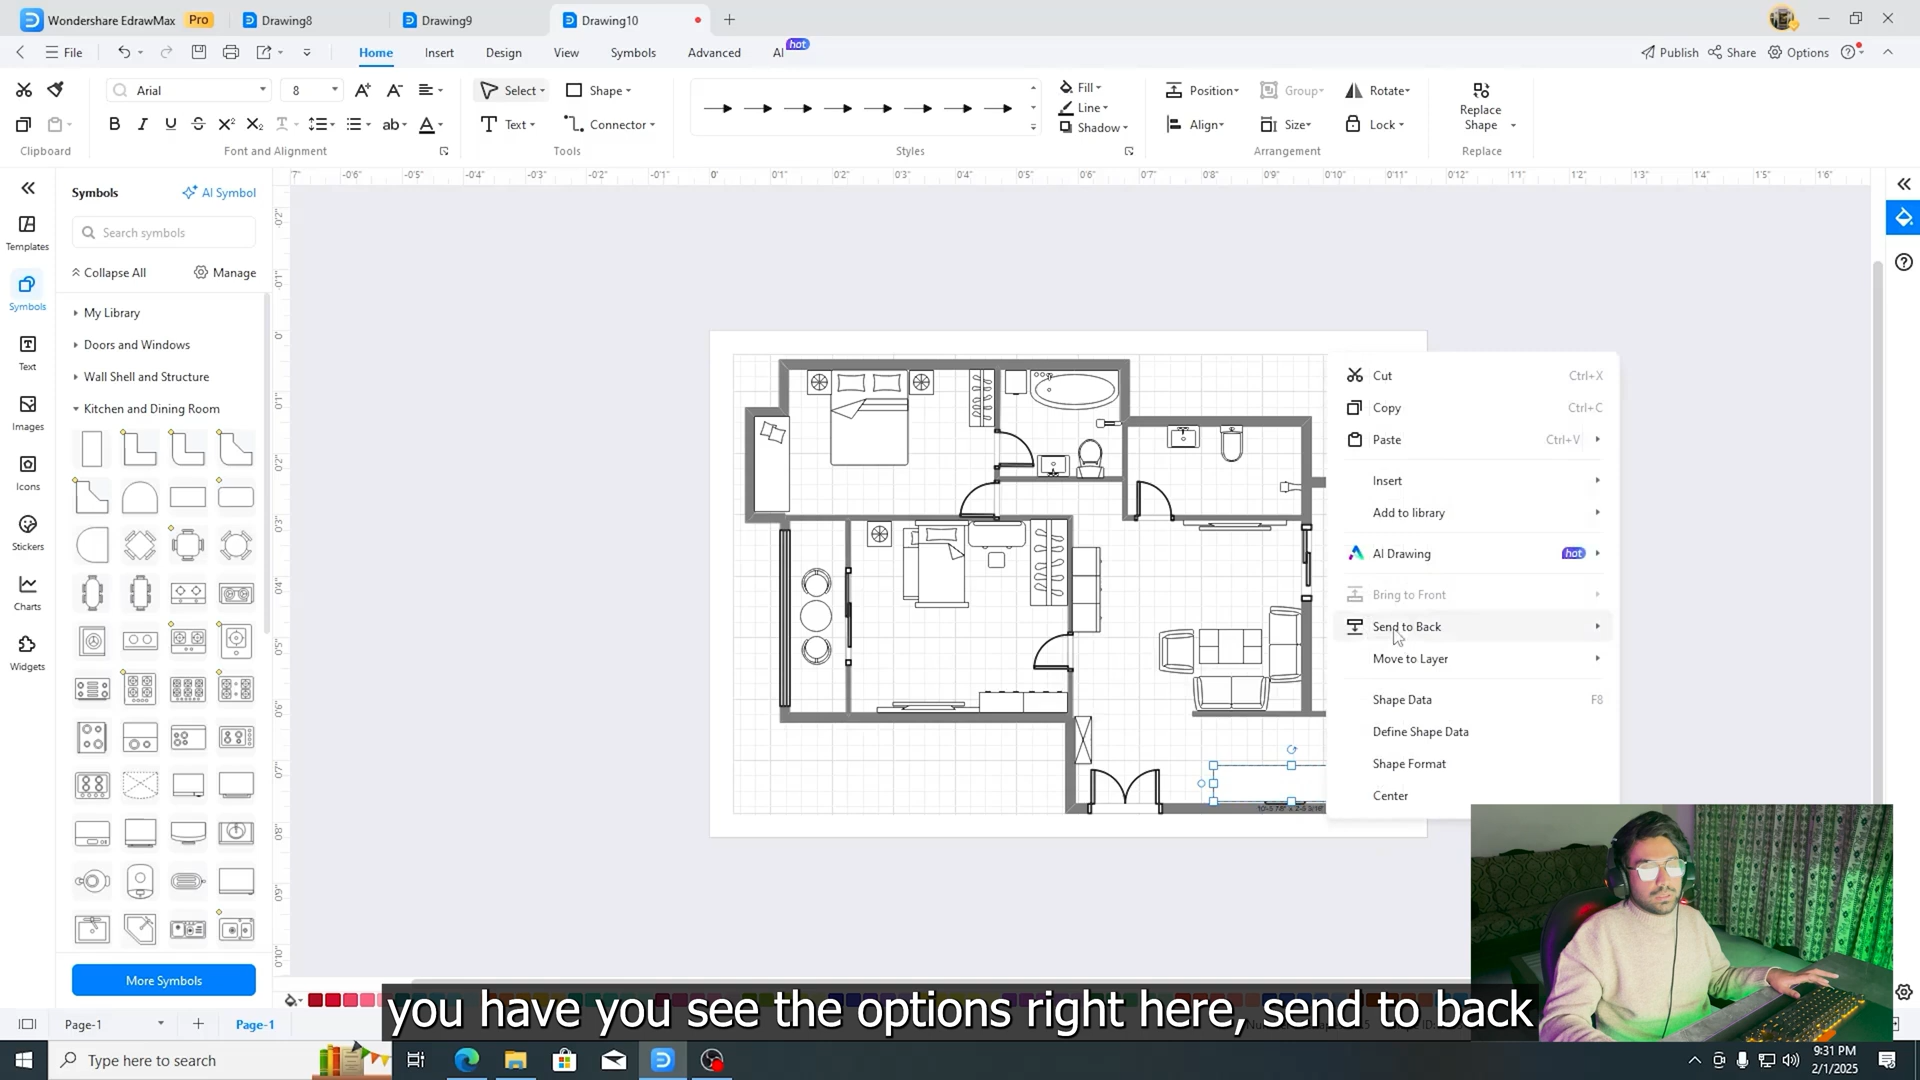 Wondershare EdrawMax Pro
Drawing8
Drawing9
Drawing10
File
Home
Insert
Design
View
Symbols
Advanced
AI
hot
Publish
Share
Options
Arial
8
Select
Shape
Text
Connector
Fill
Line
Shadow
Position
Group
Rotate
Align
Size
Lock
Replace
Shape
Clipboard
Font and Alignment
Tools
Styles
Arrangement
Replace
Templates
Symbols
Text
Images
Icons
Stickers
Charts
Widgets
Symbols
AI Symbol
Search symbols
Collapse All
Manage
My Library
Doors and Windows
Wall Shell and Structure
Kitchen and Dining Room
More Symbols
Cut Ctrl+X
Copy Ctrl+C
Paste Ctrl+V
Insert
Add to library
AI Drawing hot
Bring to Front
Send to Back
Move to Layer
Shape Data F8
Define Shape Data
Shape Format
Center
you have you see the options right here, send to back
Page-1
Page-1
Type here to search
9:31 PM
2/1/2025